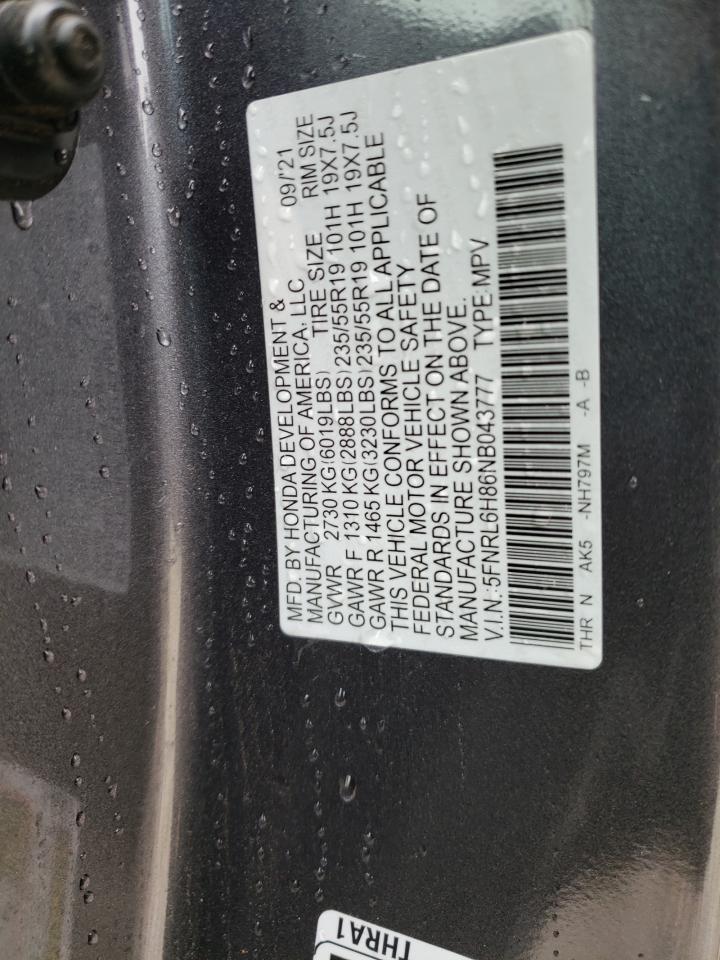 MFD. BY HONDA DEVELOPMENT &
MANUFACTURING OF AMERICA, LLC 09/'21
GVWR 2730 KG(6019LBS) TIRE SIZE RIM SIZE
GAWR F 1310 KG(2888LBS) 235/55R19 101H 19X7.5J
GAWR R 1465 KG(3230LBS) 235/55R19 101H 19X7.5J
THIS VEHICLE CONFORMS TO ALL APPLICABLE
FEDERAL MOTOR VEHICLE SAFETY
STANDARDS IN EFFECT ON THE DATE OF
MANUFACTURE SHOWN ABOVE.
V.I.N.:5FNRL6H86NB043777 TYPE:MPV
THR N AK5 -NH797M -A -B
THRA1